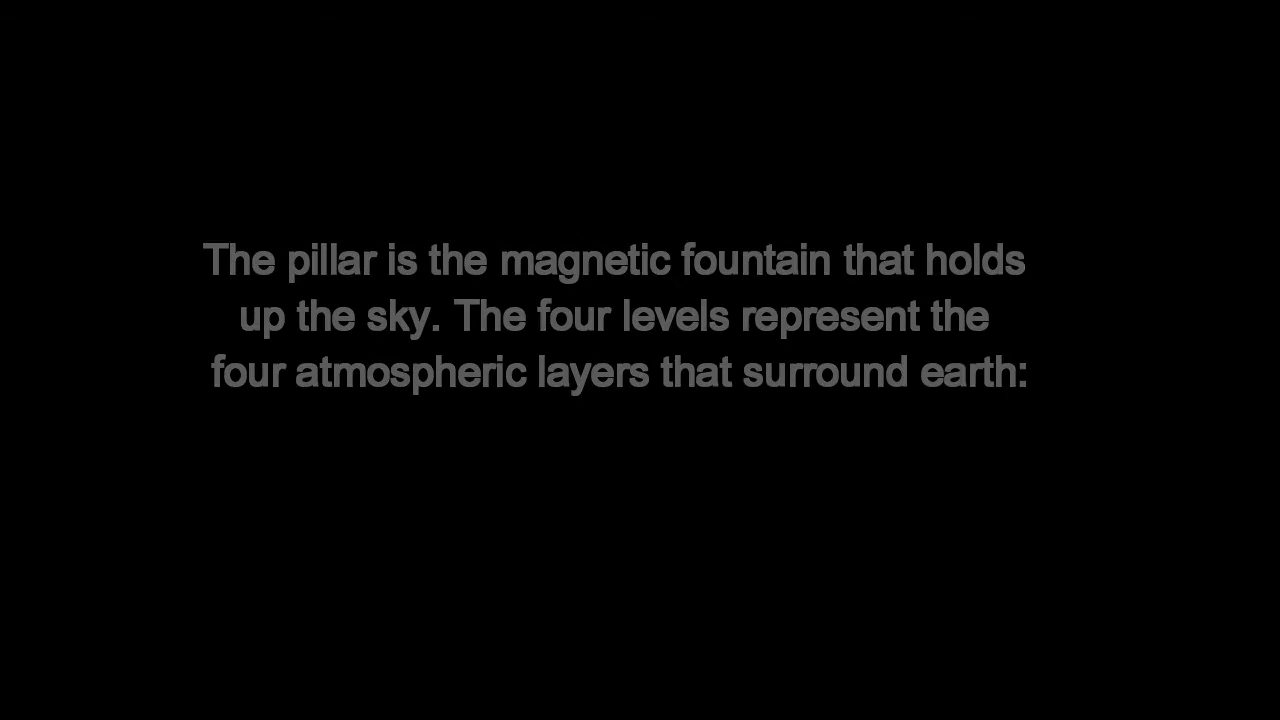 The pillar is the magnetic fountain that holds
up the sky. The four levels represent the
four atmospheric layers that surround earth: